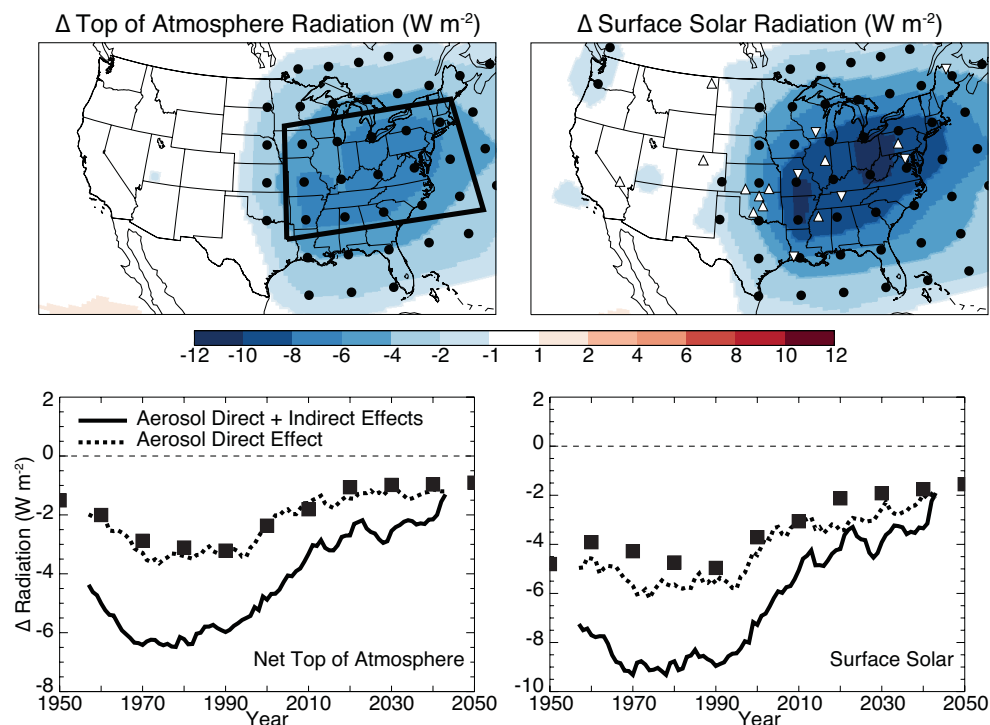 Δ Top of Atmosphere Radiation (W m-2)
Δ Surface Solar Radiation (W m-2)
-12 -10 -8 -6 -4 -2 -1 1 2 4 6 8 10 12
2
0
-2
-4
-6
-8
Δ Radiation (W m-2)
Aerosol Direct + Indirect Effects
Aerosol Direct Effect
Net Top of Atmosphere
1950 1970 1990 2010 2030 2050
Year
2
0
-2
-4
-6
-8
-10
Surface Solar
1950 1970 1990 2010 2030 2050
Year